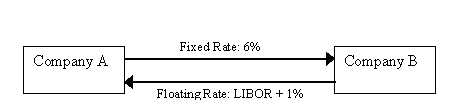 Fixed Rate: 6%
Company A
Company B
Floating Rate: LIBOR + 1%